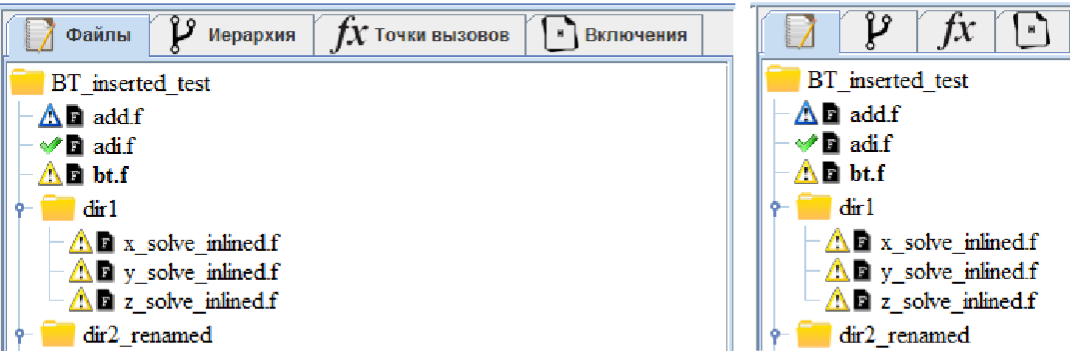 Файлы Иерархия fx Точки вызовов H Включения
BT_inserted_test
F add.f
F adi.f
F bt.f
dir1
F x_solve_inlined.f
F y_solve_inlined.f
F z_solve_inlined.f
dir2_renamed
fx H
BT_inserted_test
F add.f
F adi.f
F bt.f
dir1
F x_solve_inlined.f
F y_solve_inlined.f
F z_solve_inlined.f
dir2_renamed